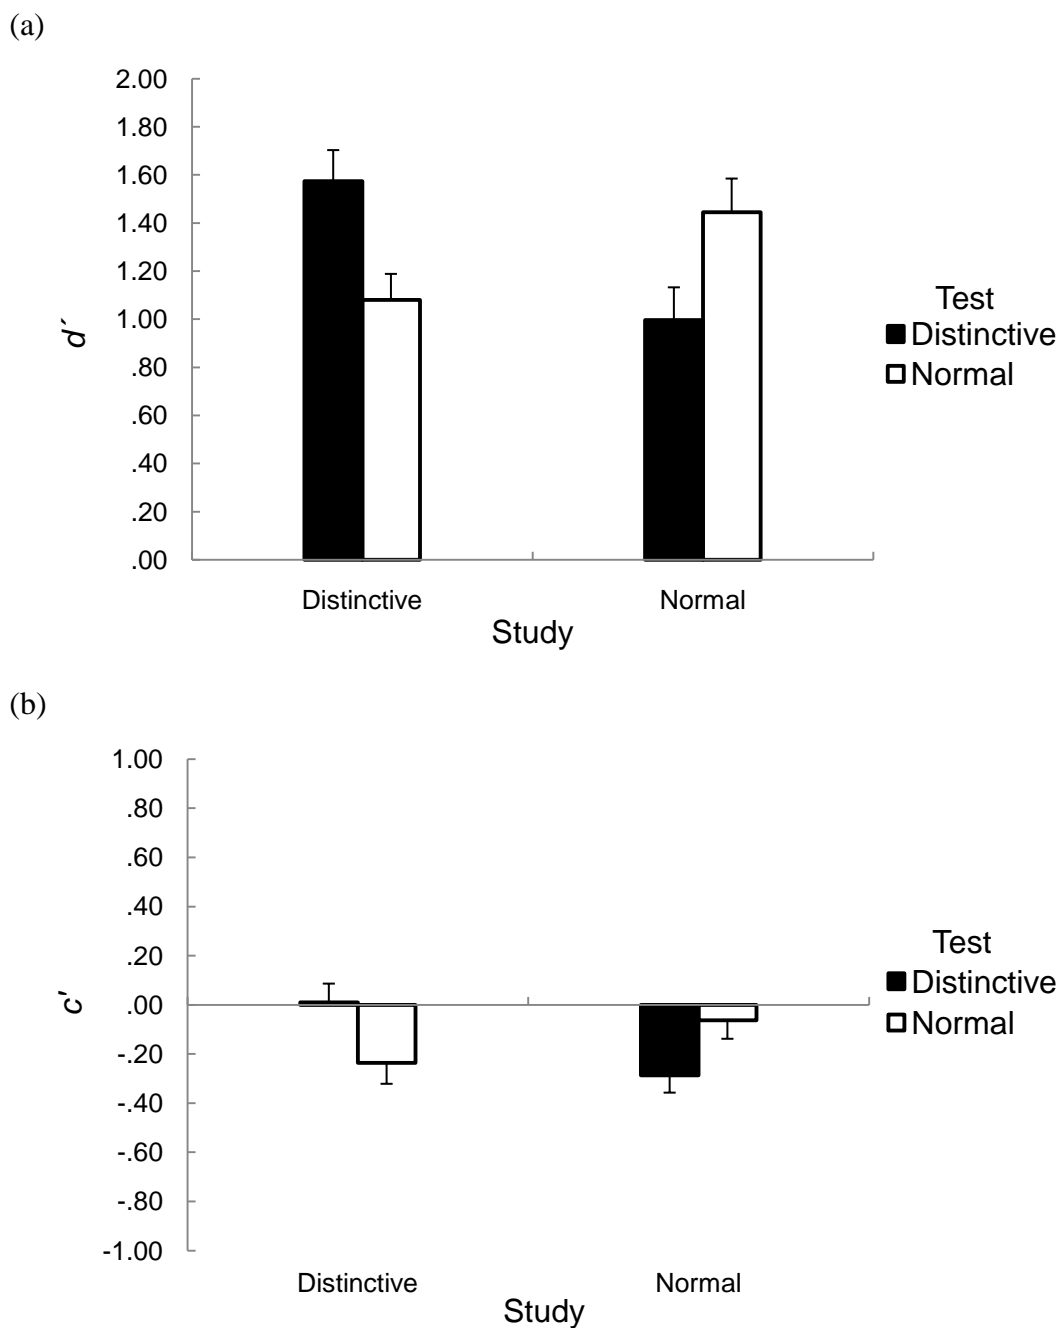 (a)
2.00
1.80
1.60
1.40
1.20
1.00
.80
.60
.40
.20
.00
d´
Distinctive Normal
Study
Test
Distinctive
Normal
(b)
1.00
.80
.60
.40
.20
.00
-.20
-.40
-.60
-.80
-1.00
c'
Distinctive Normal
Study
Test
Distinctive
Normal